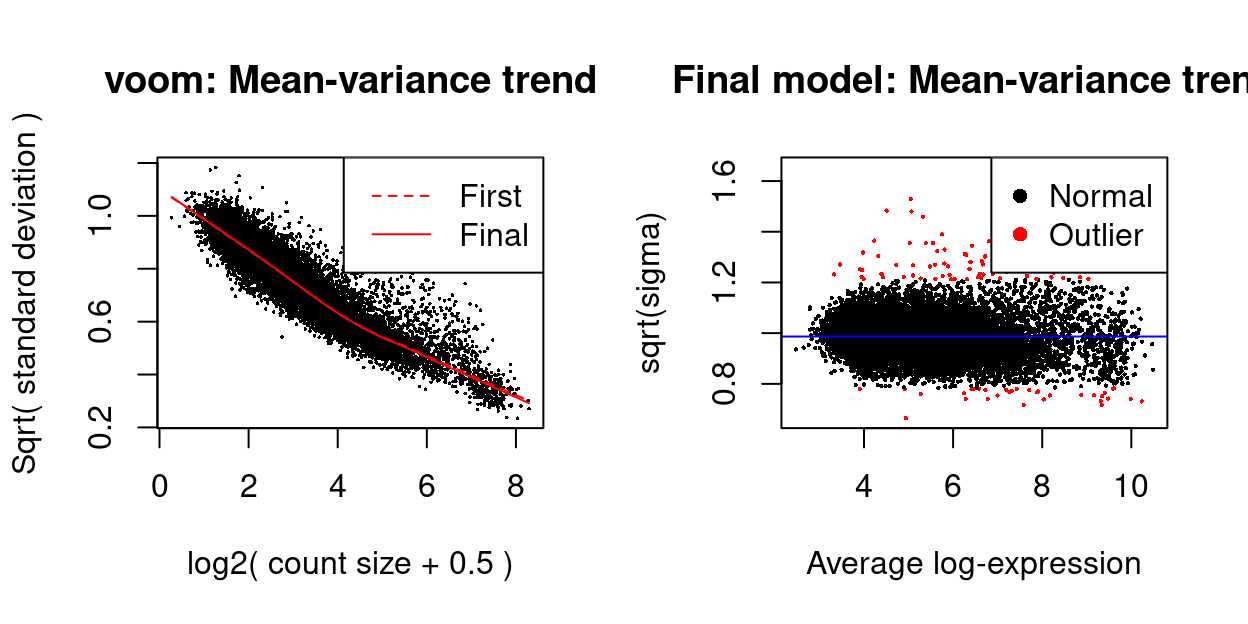 voom: Mean-variance trend
Sqrt( standard deviation )
1.0
0.6
0.2
First
Final
0 2 4 6 8
log2( count size + 0.5 )
Final model: Mean-variance tren
sqrt(sigma)
1.6
1.2
0.8
Normal
Outlier
4 6 8 10
Average log-expression